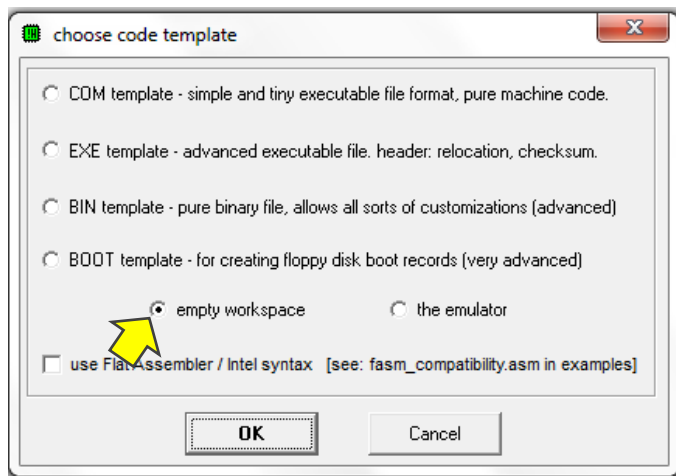 choose code template
COM template - simple and tiny executable file format, pure machine code.
EXE template - advanced executable file. header: relocation, checksum.
BIN template - pure binary file, allows all sorts of customizations (advanced)
BOOT template - for creating floppy disk boot records (very advanced)
empty workspace the emulator
use Flat Assembler / Intel syntax [see: fasm_compatibility.asm in examples]
OK Cancel